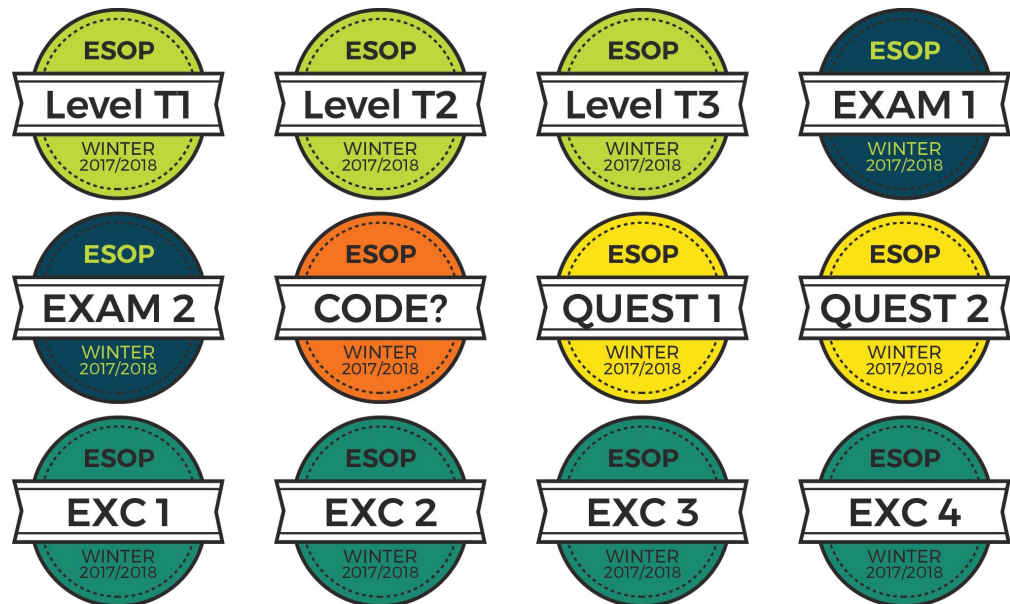 ESOP
Level T1
WINTER
2017/2018
ESOP
Level T2
WINTER
2017/2018
ESOP
Level T3
WINTER
2017/2018
ESOP
EXAM 1
WINTER
2017/2018
ESOP
EXAM 2
WINTER
2017/2018
ESOP
CODE?
WINTER
2017/2018
ESOP
QUEST 1
WINTER
2017/2018
ESOP
QUEST 2
WINTER
2017/2018
ESOP
EXC 1
WINTER
2017/2018
ESOP
EXC 2
WINTER
2017/2018
ESOP
EXC 3
WINTER
2017/2018
ESOP
EXC 4
WINTER
2017/2018